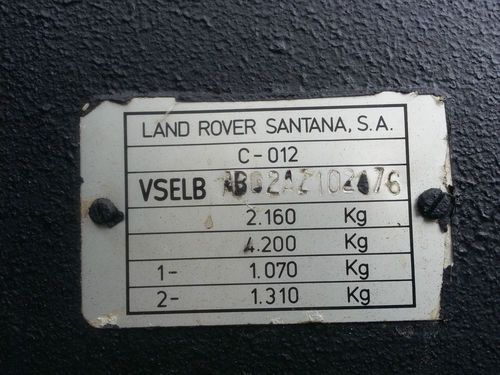 LAND ROVER SANTANA, S.A.
C-012
VSELB
2.160 Kg
4.200 Kg
1- 1.070 Kg
2- 1.310 Kg